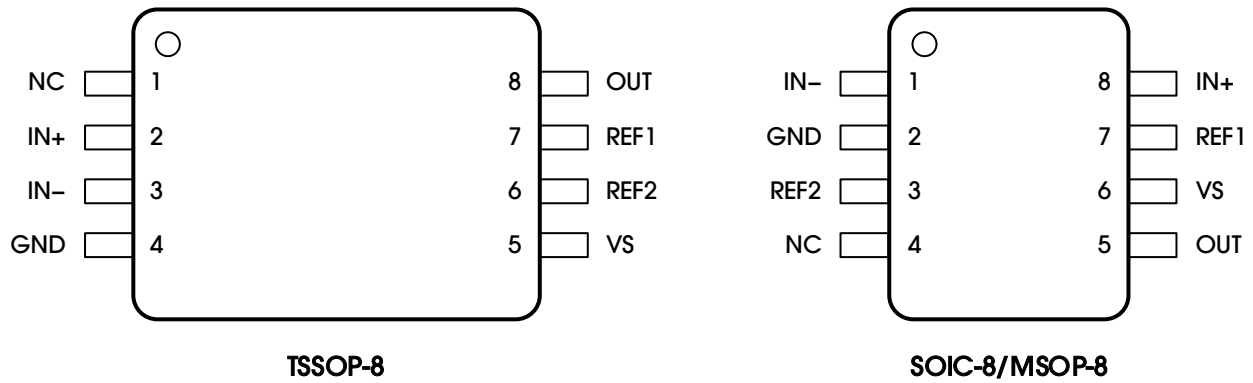 NC 1 8 OUT
IN+ 2 7 REF1
IN– 3 6 REF2
GND 4 5 VS
TSSOP-8
IN– 1 8 IN+
GND 2 7 REF1
REF2 3 6 VS
NC 4 5 OUT
SOIC-8/MSOP-8